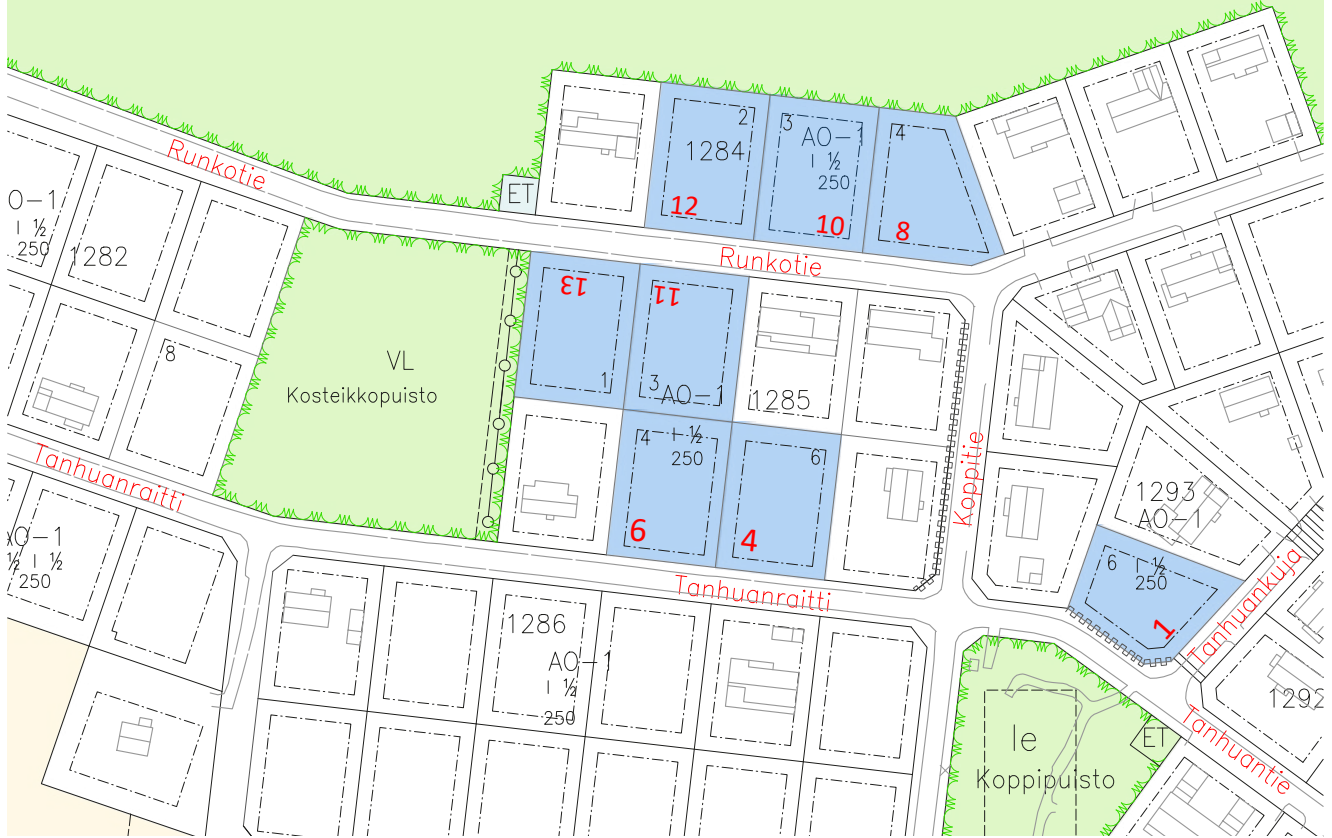 2
3
4
1284
AO-1
I ½
250
12
10
8
Runkotie
ET
O-1
I ½
250
1282
Runkotie
13
11
1
3
AO-1
I ½
250
1285
8
VL
Kosteikkopuisto
4
6
6
4
Koppitie
Tanhuanraitti
1293
AO-1
6
I ½
250
1
Tanhuankuja
AO-1
½ I ½
250
Tanhuanraitti
1286
AO-1
I ½
250
1292
le
Koppipuisto
ET
Tanhuantie